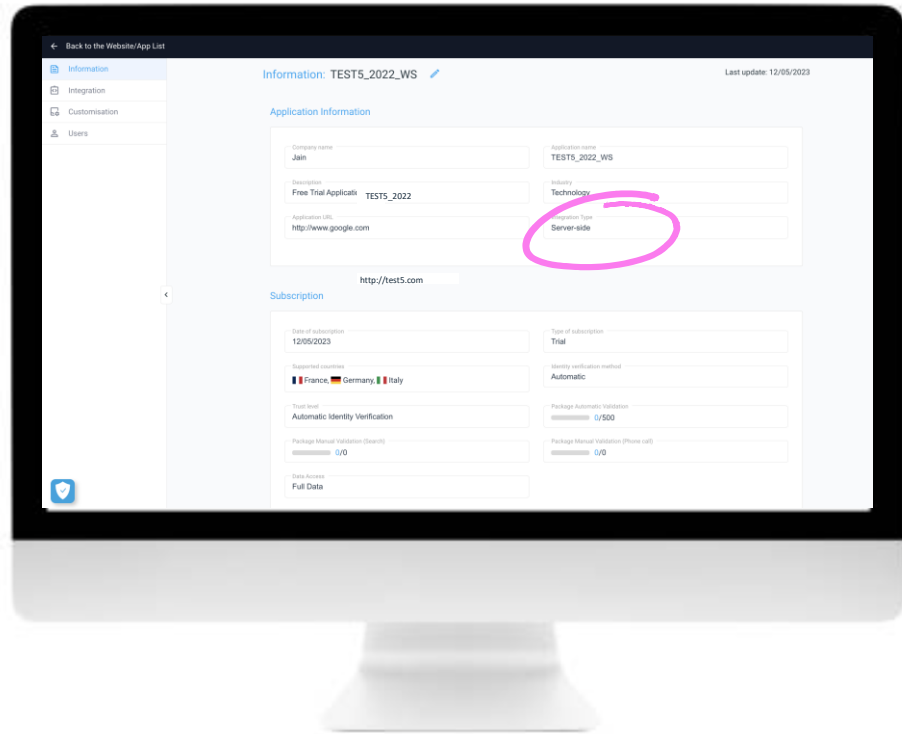 Back to the Website/App List
Information
Integration
Customisation
Users
Information: TEST5_2022_WS
Last update: 12/05/2023
Application Information
Company name
Jain
Application name
TEST5_2022_WS
Description
Free Trial Applicatio
TEST5_2022
Industry
Technology
Application URL
http://www.google.com
Integration Type
Server-side
http://test5.com
Subscription
Date of subscription
12/05/2023
Type of subscription
Trial
Supported countries
France, Germany, Italy
Identity verification method
Automatic
Trust level
Automatic Identity Verification
Package Automatic Validation
0/500
Package Manual Validation (Search)
0/0
Package Manual Validation (Phone call)
0/0
Data Access
Full Data